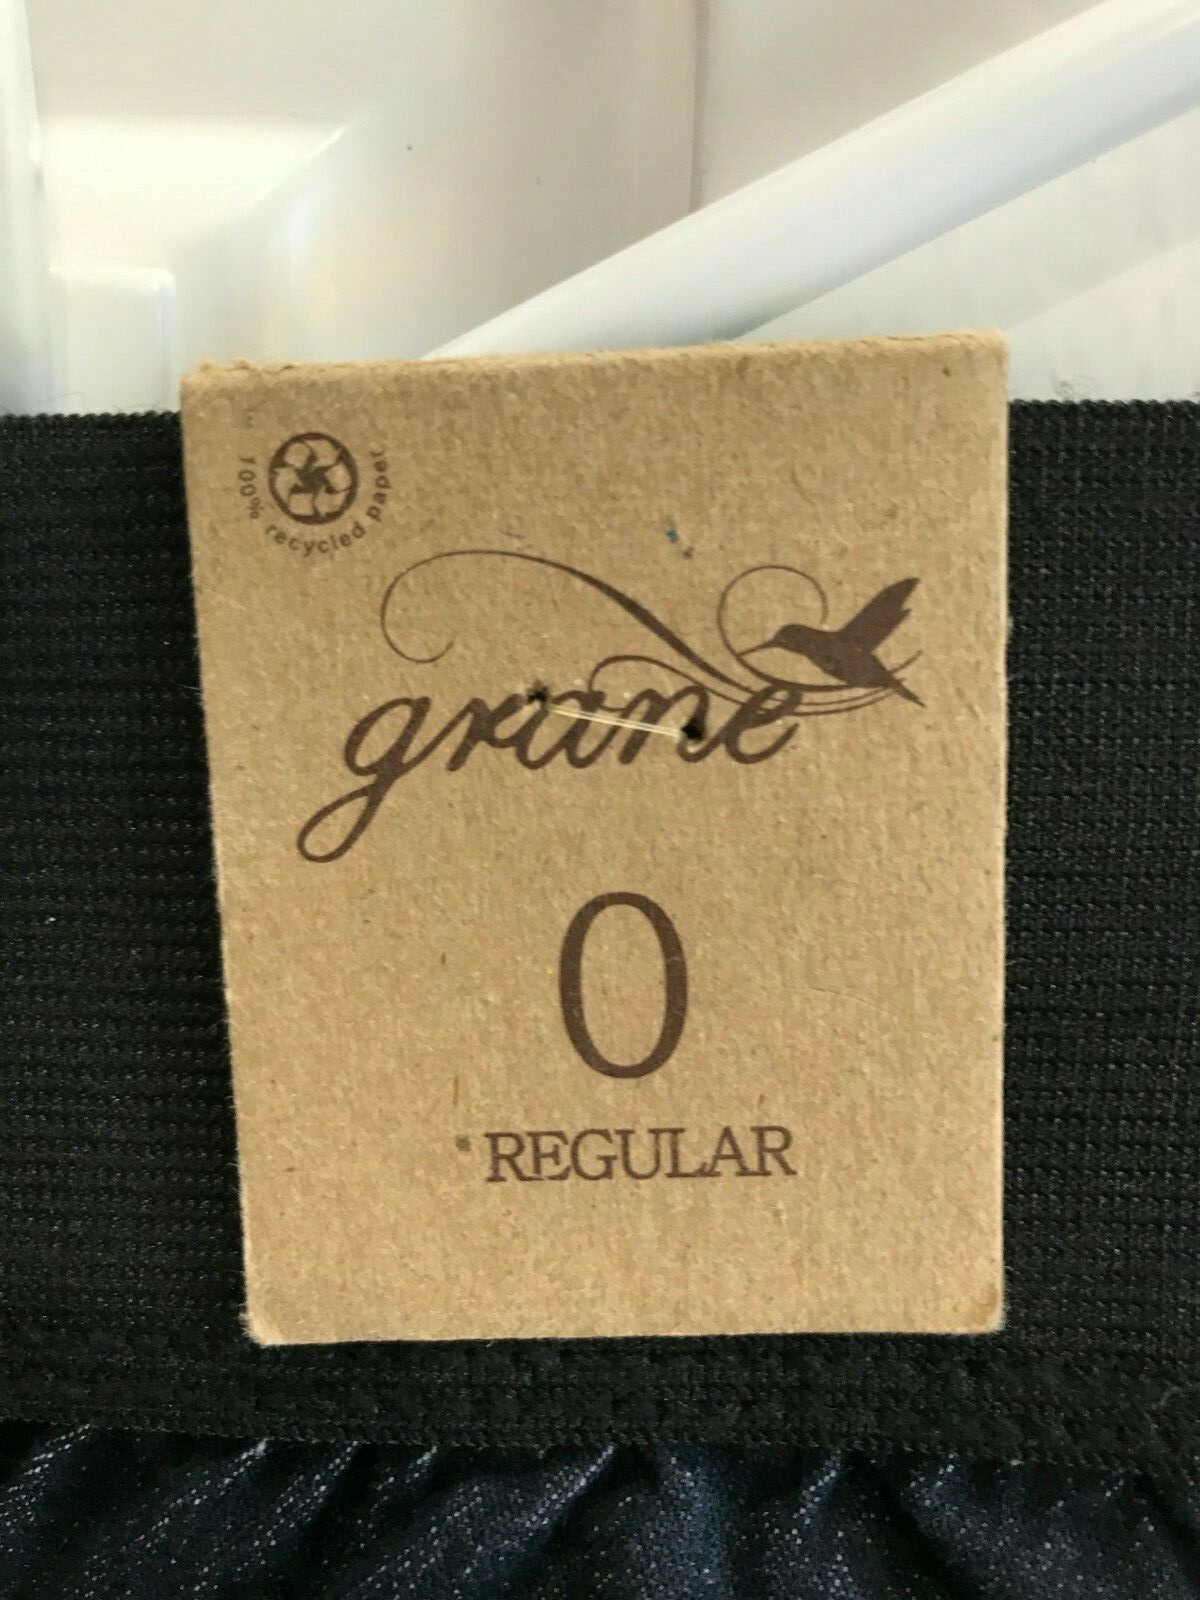 100% recycled paper
grane
0
REGULAR